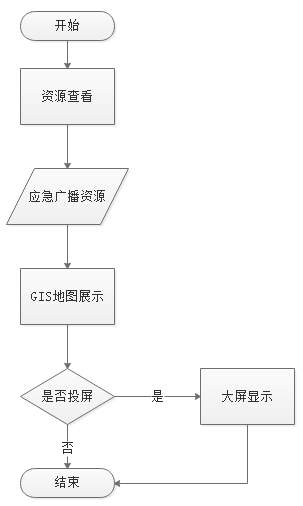 开始
资源查看
应急广播资源
GIS地图展示
是否投屏
是
大屏显示
否
结束